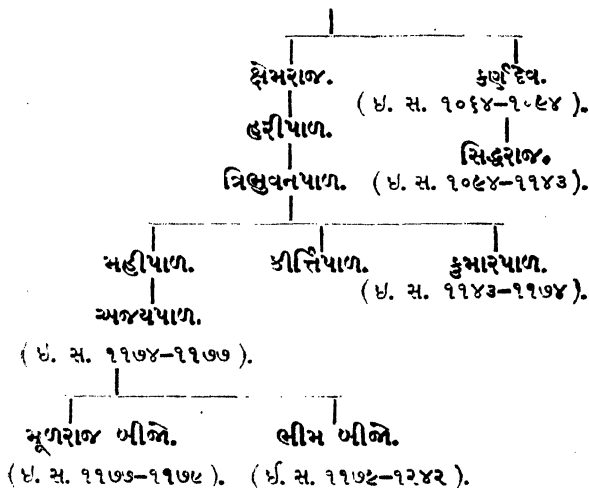 ક્ષેમરાજ. કર્ણદેવ.
( ઇ. સ. ૧૦૬૪–૧૦૯૪ ).
હરીપાળ.
સિદ્ધરાજ.
ત્રિભુવનપાળ. ( ઇ. સ. ૧૦૯૪–૧૧૪૩ ).
મહીપાળ. કીર્ત્તિપાળ. કુમારપાળ.
( ઇ. સ. ૧૧૪૩–૧૧૭૪ ).
અજયપાળ.
( ઇ. સ. ૧૧૭૪–૧૧૭૭ ).
મૂળરાજ બીજો. ભીમ બીજો.
( ઇ. સ. ૧૧૭૭–૧૧૭૯ ). ( ઈ. સ. ૧૧૭૯–૧૨૪૨ ).